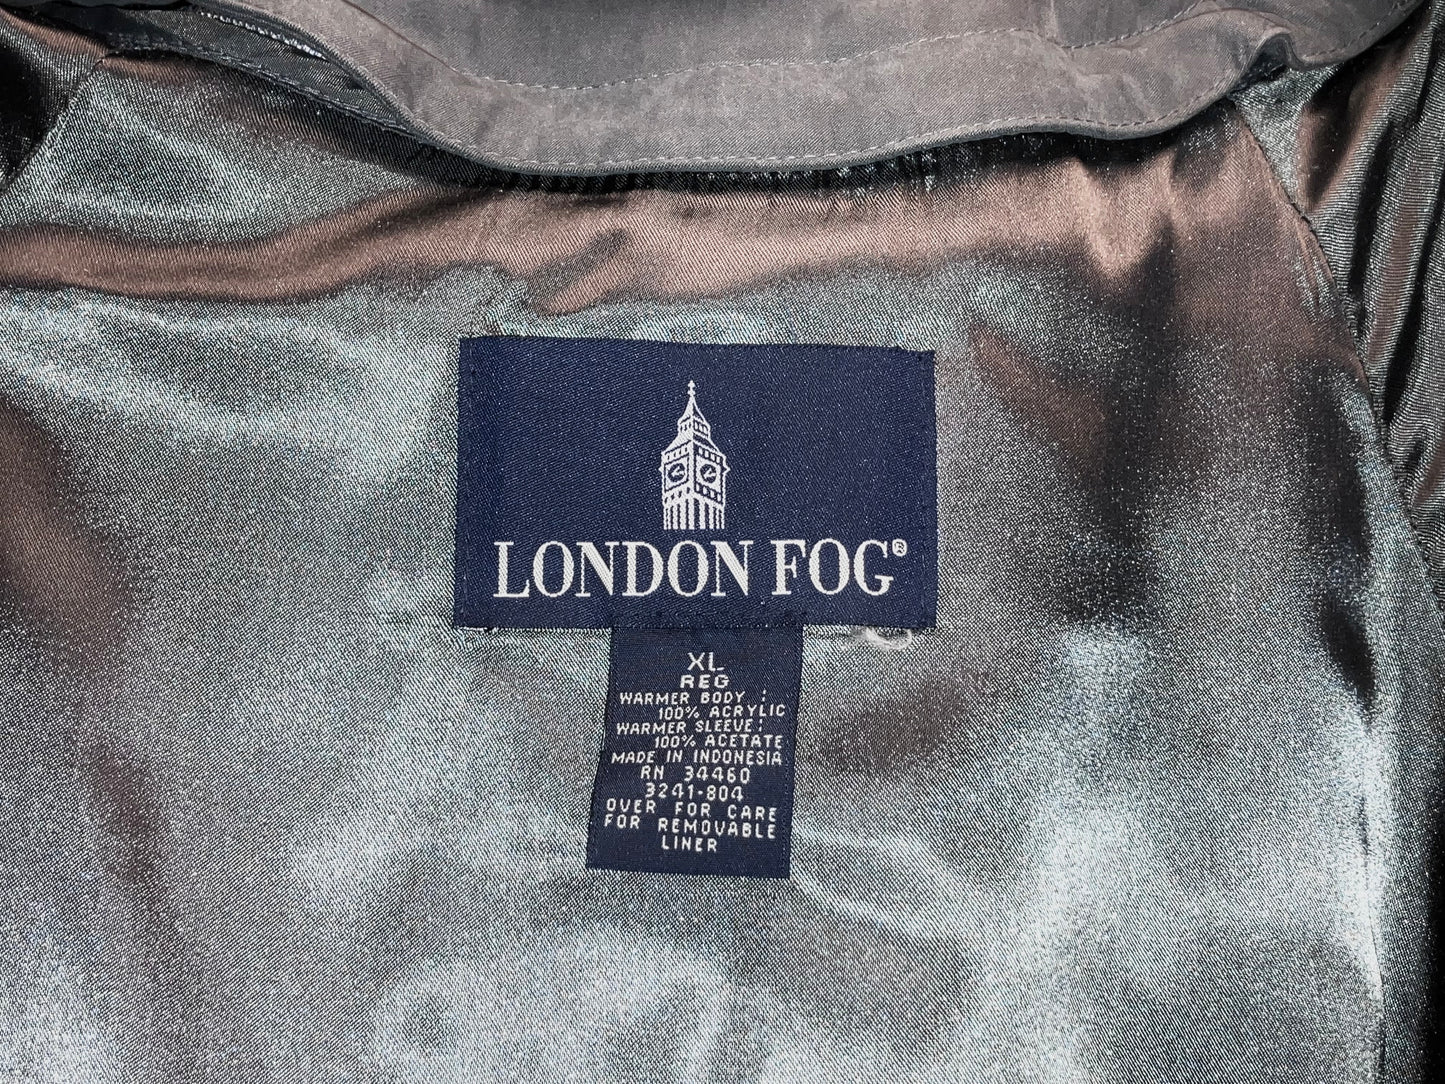 LONDON FOG®
XL
REG
WARMER BODY :
100% ACRYLIC
WARMER SLEEVE:
100% ACETATE
MADE IN INDONESIA
RN 34460
3241-804
OVER FOR CARE
FOR REMOVABLE
LINER